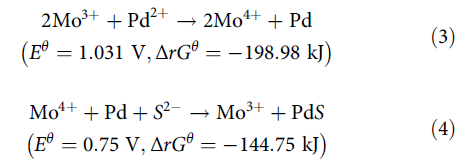 2Mo³⁺ + Pd²⁺ → 2Mo⁴⁺ + Pd
(E^θ = 1.031 V, ΔrG^θ = −198.98 kJ)
(3)
Mo⁴⁺ + Pd + S²⁻ → Mo³⁺ + PdS
(E^θ = 0.75 V, ΔrG^θ = −144.75 kJ)
(4)